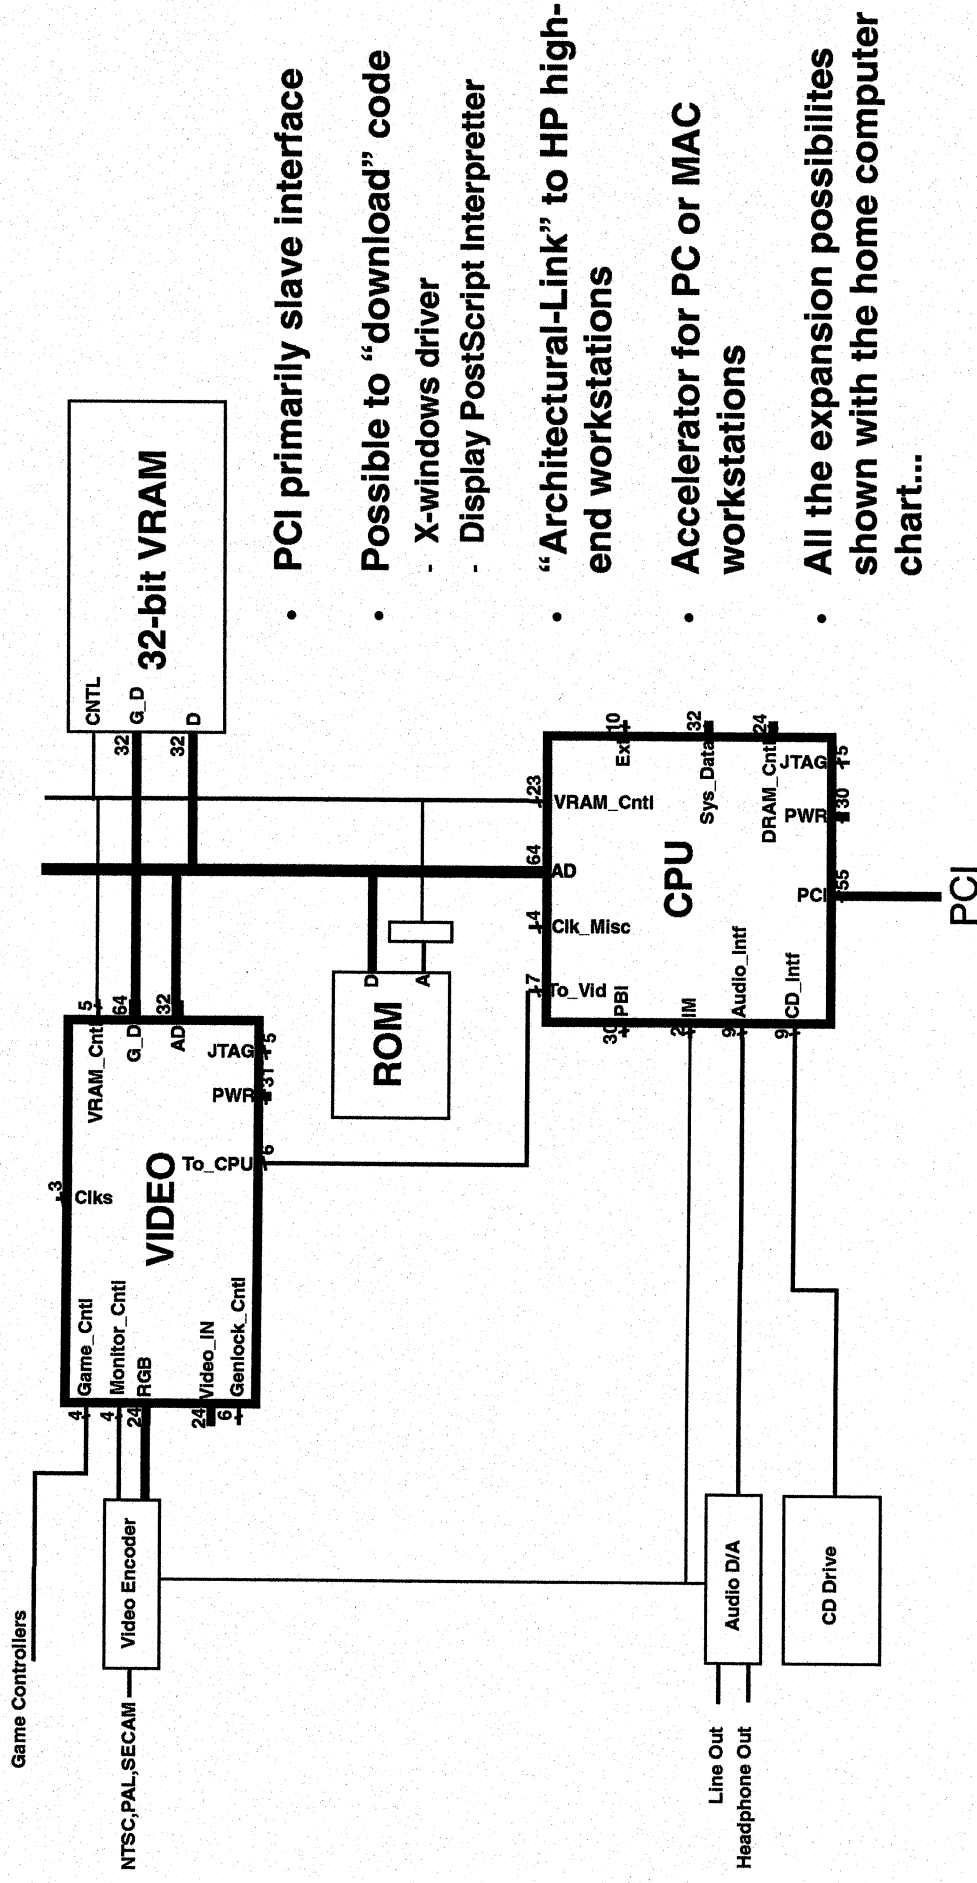 Game Controllers
NTSC,PAL,SECAM
Video Encoder
4
Game_Cntl
4
Monitor_Cntl
24
RGB
24
Video_IN
6
Genlock_Cntl
3
Clks
VIDEO
To_CPU
6
PWR
31
JTAG
5
VRAM_Cntl
5
G_D
64
AD
32
CNTL
32
G_D
32
D
32-bit VRAM
ROM
D
A
Line Out
Headphone Out
Audio D/A
CD Drive
7
To_Vid
4
Clk_Misc
64
AD
23
VRAM_Cntl
30
PBI
2
IM
9
Audio_Intf
9
CD_Intf
CPU
Ext
10
Sys_Data
32
DRAM_Cntl
24
JTAG
5
PWR
30
PCI
55
PCI
• PCI primarily slave interface
• Possible to “download” code
- X-windows driver
- Display PostScript Interpretter
• “Architectural-Link” to HP high-
end workstations
• Accelerator for PC or MAC
workstations
• All the expansion possibilites
shown with the home computer
chart...